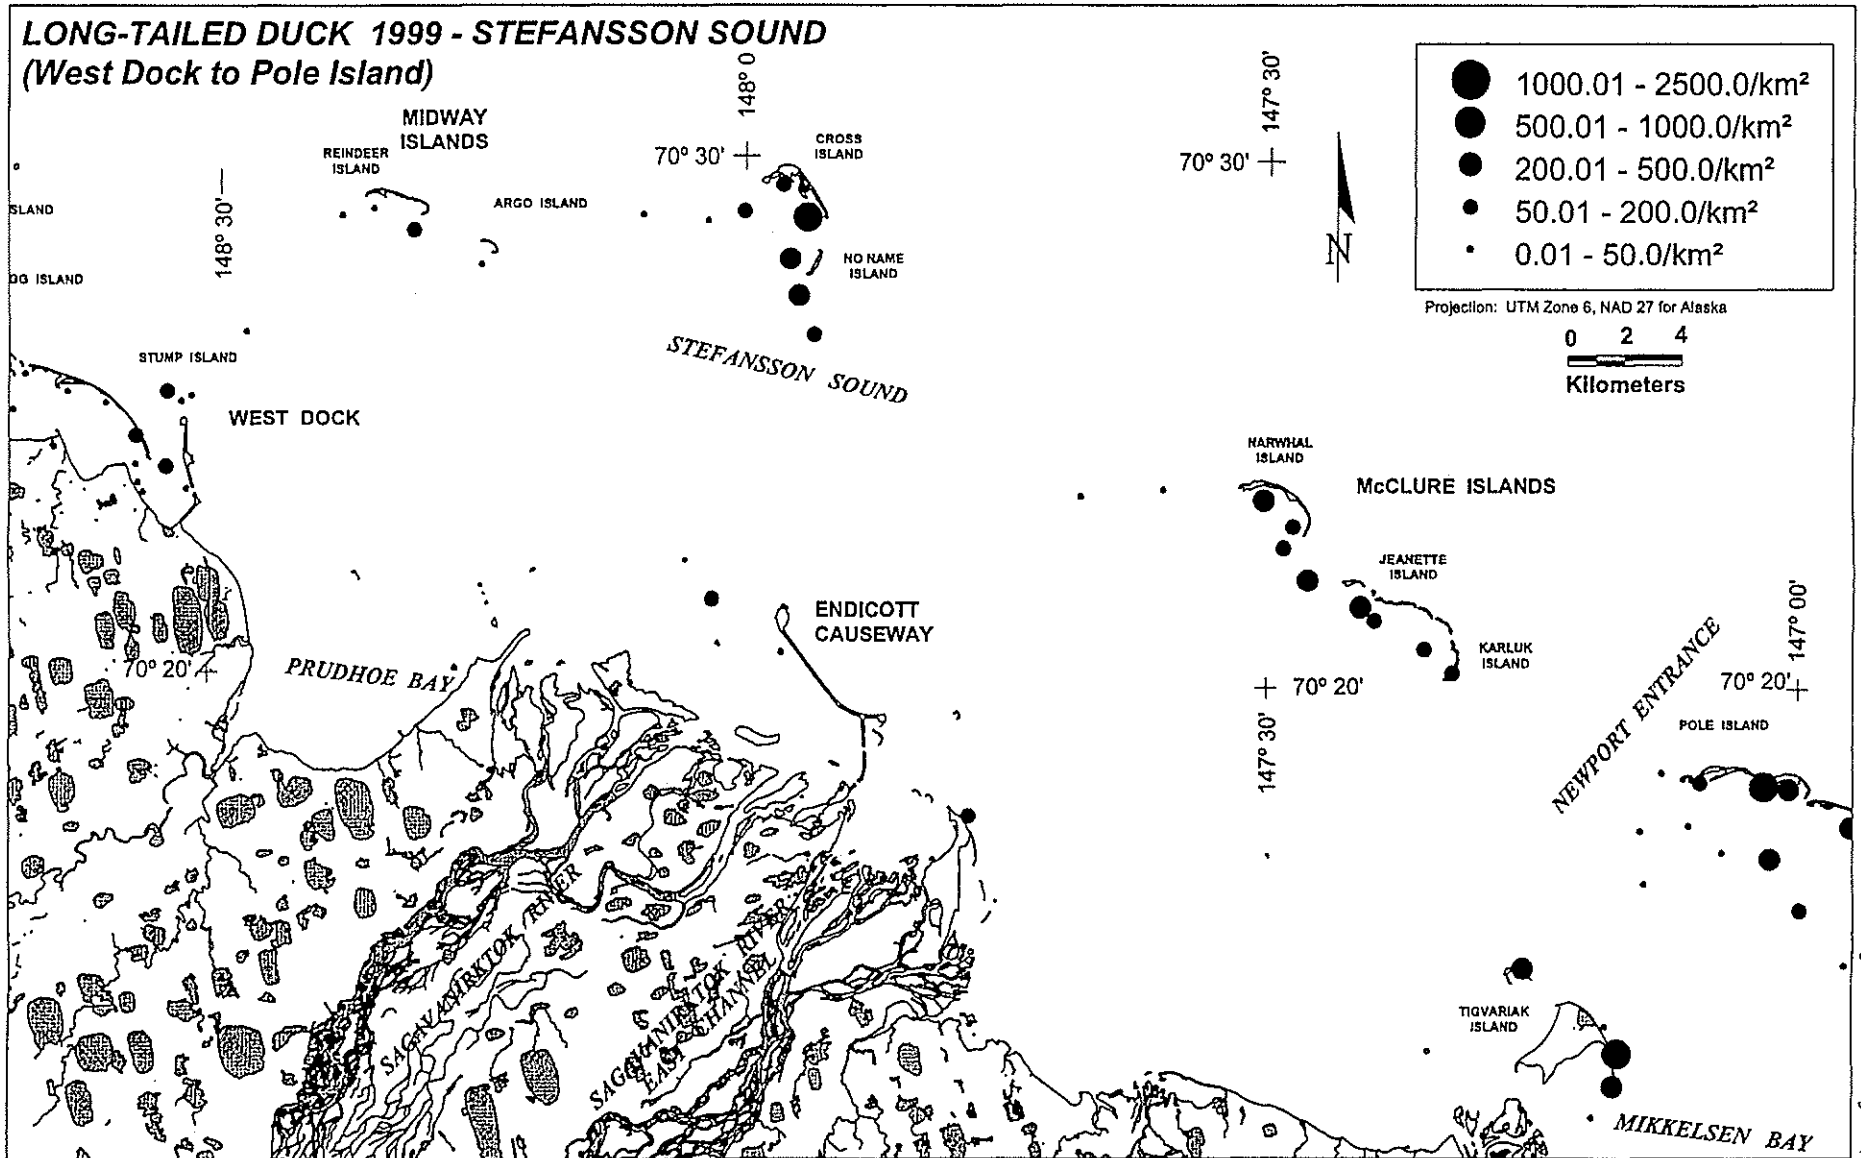 LONG-TAILED DUCK 1999 - STEFANSSON SOUND
(West Dock to Pole Island)
1000.01 - 2500.0/km²
500.01 - 1000.0/km²
200.01 - 500.0/km²
50.01 - 200.0/km²
0.01 - 50.0/km²
Projection: UTM Zone 6, NAD 27 for Alaska
0 2 4
Kilometers
N
148° 30'
148° 0
147° 30'
70° 30'
70° 30'
MIDWAY
ISLANDS
REINDEER
ISLAND
ARGO ISLAND
CROSS
ISLAND
NO NAME
ISLAND
SLAND
GG ISLAND
STUMP ISLAND
WEST DOCK
STEFANSSON SOUND
NARWHAL
ISLAND
McCLURE ISLANDS
JEANETTE
ISLAND
KARLUK
ISLAND
ENDICOTT
CAUSEWAY
PRUDHOE BAY
70° 20'
70° 20'
70° 20'
147° 30'
147° 00'
NEWPORT ENTRANCE
POLE ISLAND
SAGAVANIRKTOK RIVER
SAGAVANIRKTOK RIVER
EAST CHANNEL
TIGVARIAK
ISLAND
MIKKELSEN BAY